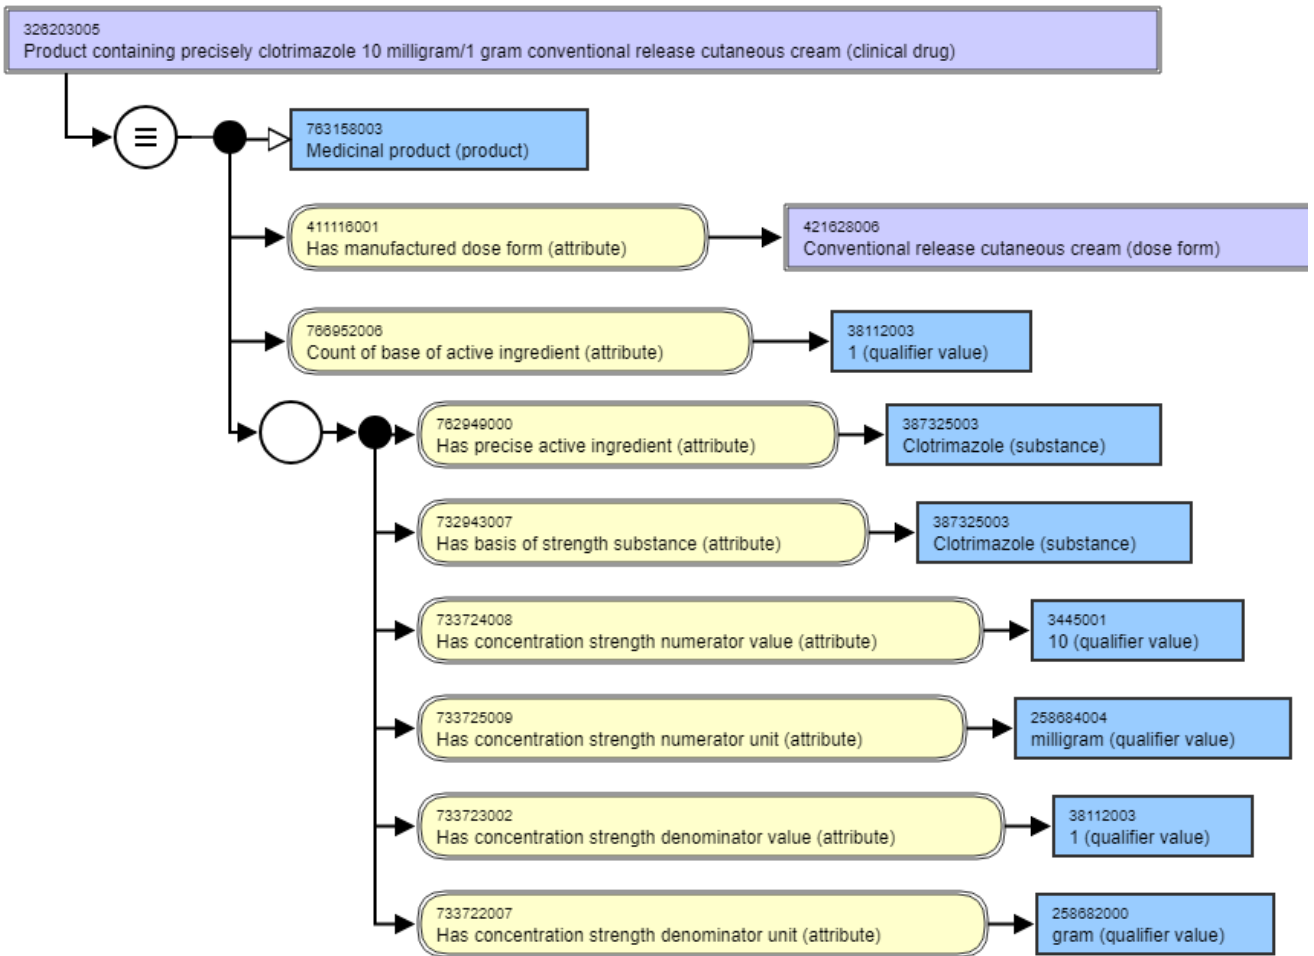 326203005
Product containing precisely clotrimazole 10 milligram/1 gram conventional release cutaneous cream (clinical drug)
763158003
Medicinal product (product)
411116001
Has manufactured dose form (attribute)
421628006
Conventional release cutaneous cream (dose form)
766952006
Count of base of active ingredient (attribute)
38112003
1 (qualifier value)
762949000
Has precise active ingredient (attribute)
387325003
Clotrimazole (substance)
732943007
Has basis of strength substance (attribute)
387325003
Clotrimazole (substance)
733724008
Has concentration strength numerator value (attribute)
3445001
10 (qualifier value)
733725009
Has concentration strength numerator unit (attribute)
258684004
milligram (qualifier value)
733723002
Has concentration strength denominator value (attribute)
38112003
1 (qualifier value)
733722007
Has concentration strength denominator unit (attribute)
258682000
gram (qualifier value)